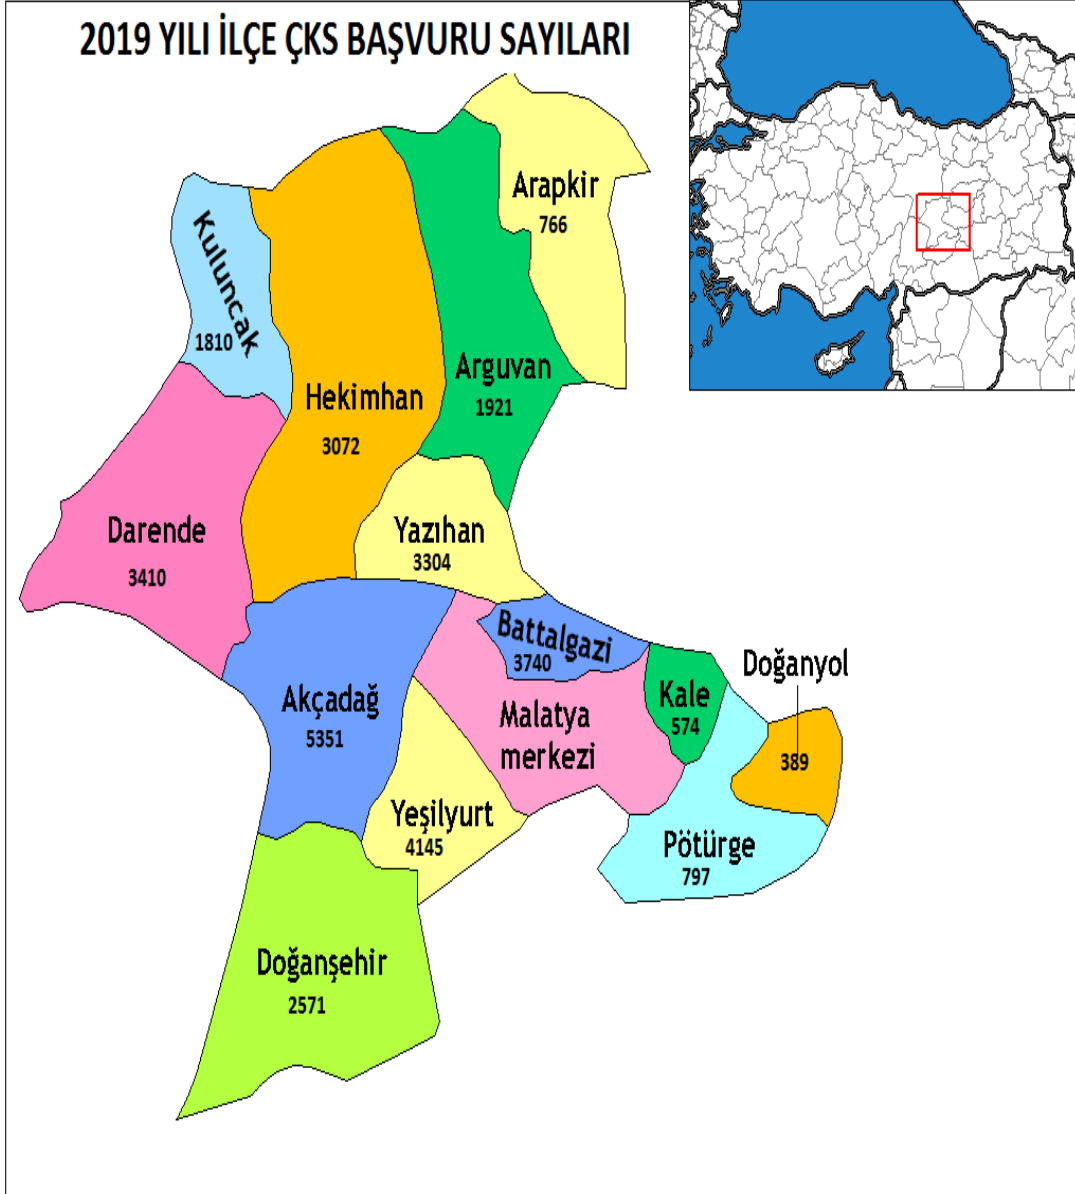 2019 YILI İLÇE ÇKS BAŞVURU SAYILARI
Arapkir
766
Kuluncak
1810
Arguvan
1921
Hekimhan
3072
Darende
3410
Yazıhan
3304
Battalgazi
3740
Doğanyol
389
Akçadağ
5351
Kale
574
Malatya
merkezi
Yeşilyurt
4145
Pötürge
797
Doğanşehir
2571